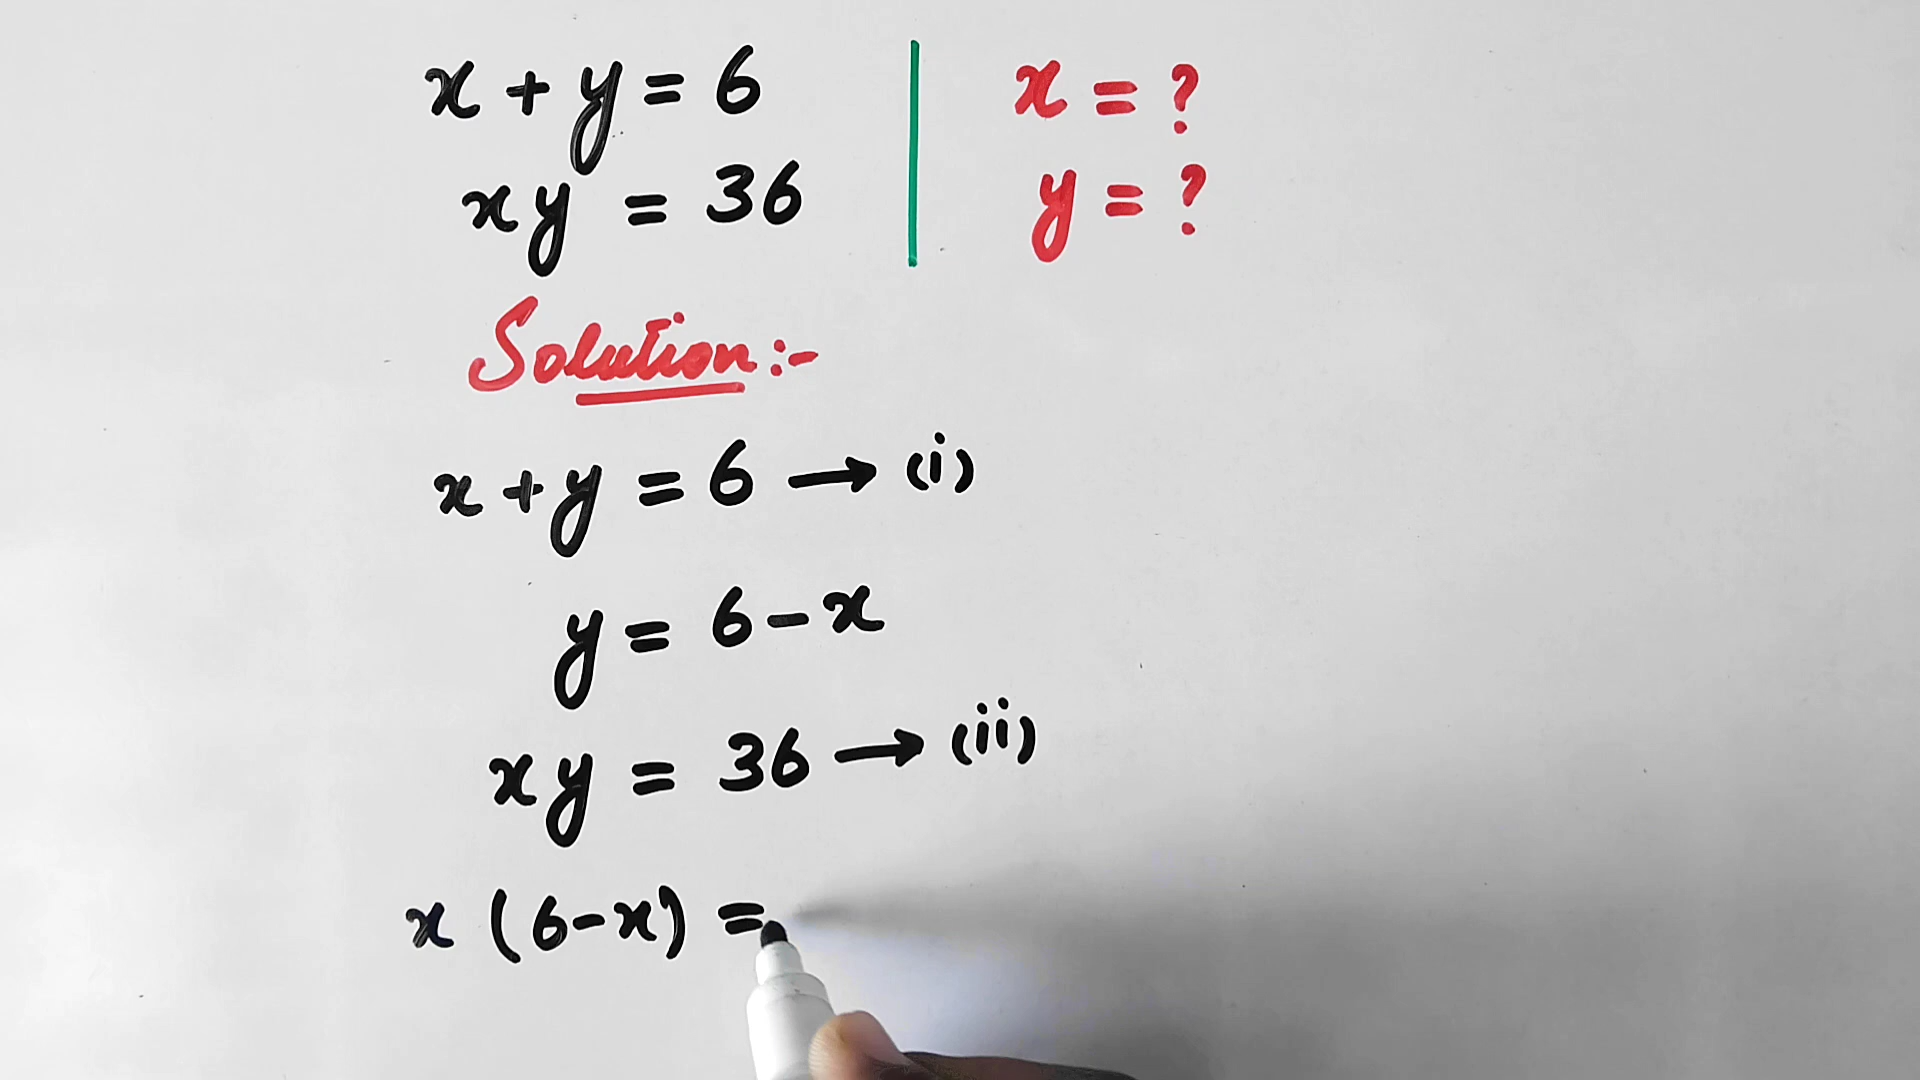 x + y = 6
xy = 36
x = ?
y = ?
Solution:-
x + y = 6 → (i)
y = 6 - x
xy = 36 → (ii)
x (6 - x) =